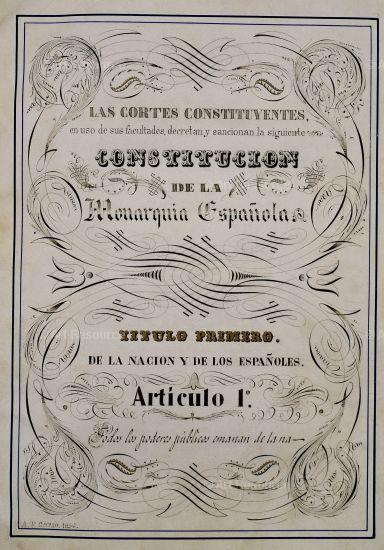 LAS CORTES CONSTITUYENTES,
en uso de sus facultades, decretan y sancionan la siguiente
CONSTITUCION
DE LA
Monarquia Española
TITULO PRIMERO.
DE LA NACION Y DE LOS ESPAÑOLES.
Artículo 1º.
Todos los poderes públicos emanan de la na-